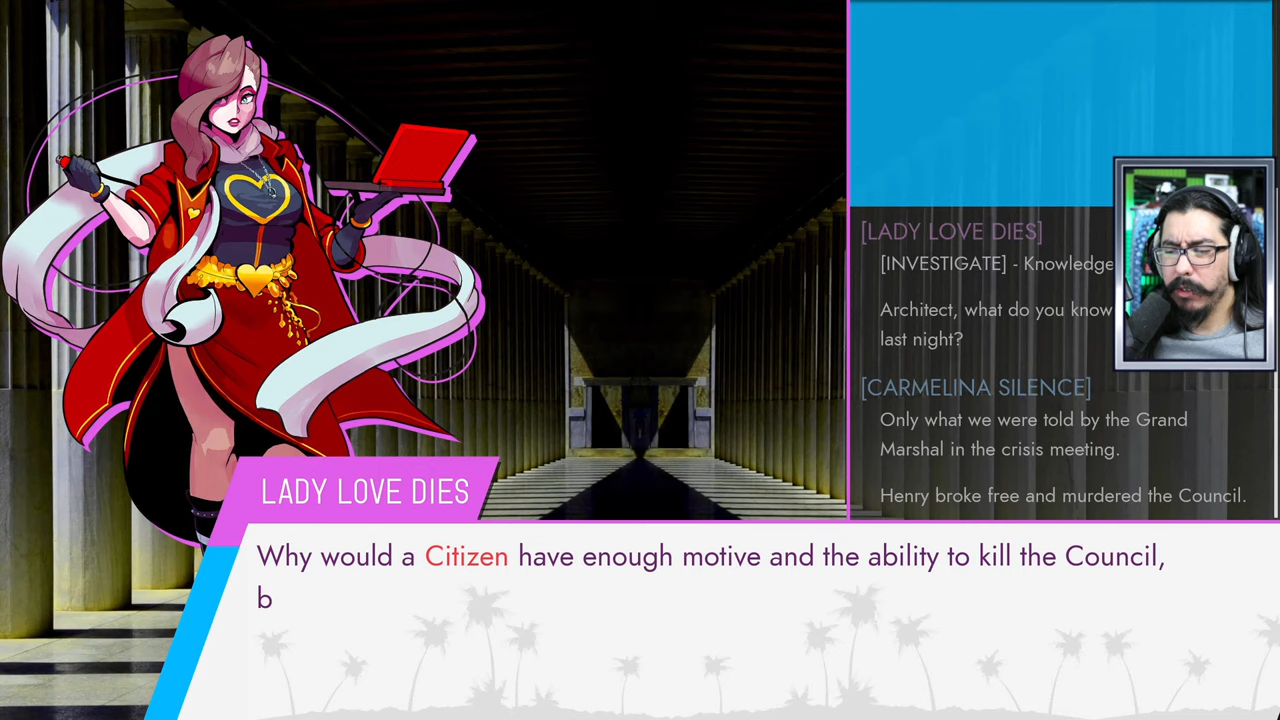 [LADY LOVE DIES]
[INVESTIGATE] - Knowledge
Architect, what do you know
last night?
[CARMELINA SILENCE]
Only what we were told by the Grand
Marshal in the crisis meeting.
Henry broke free and murdered the Council.
LADY LOVE DIES
Why would a Citizen have enough motive and the ability to kill the Council,
b